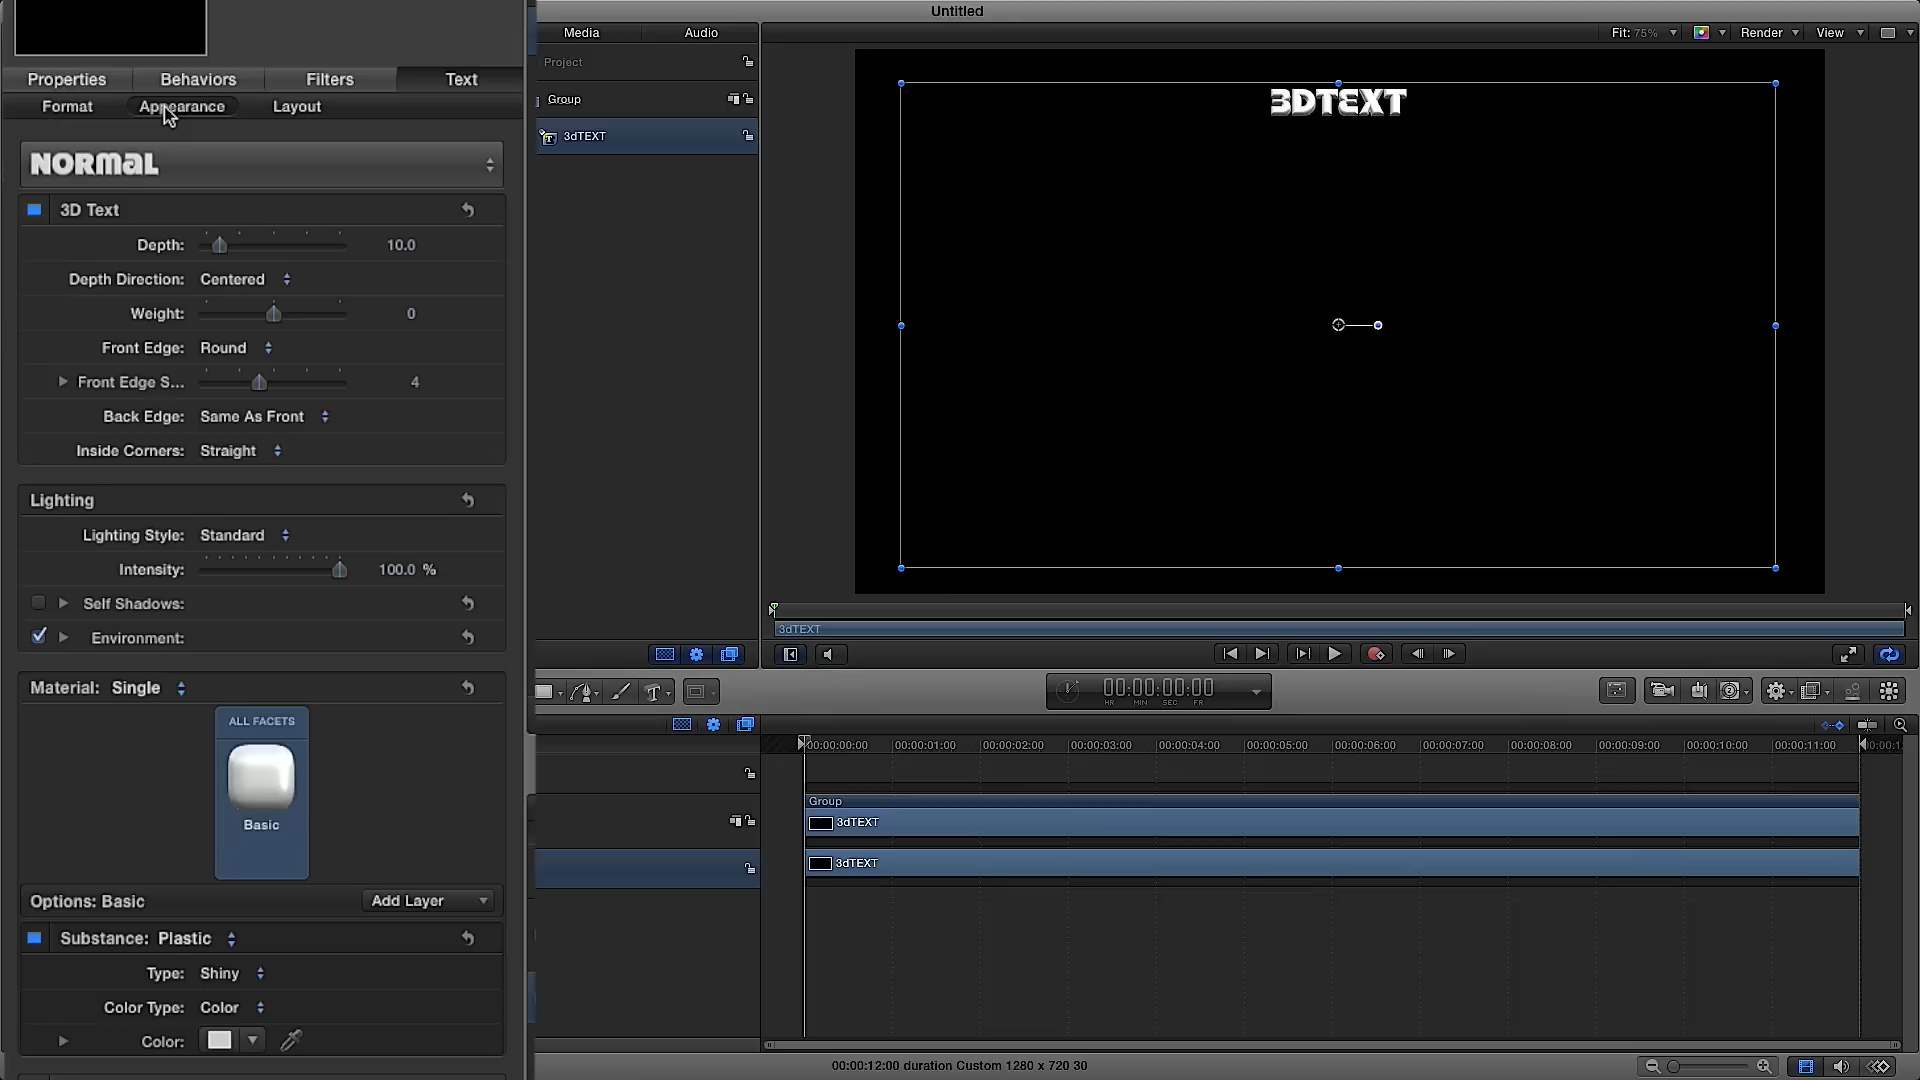 Untitled
Media Audio
Fit: 75% Render View
Properties Behaviors Filters Text
Format Appearance Layout
Project
Group
3dTEXT
3DTEXT
NORMAL
3D Text
Depth: 10.0
Depth Direction: Centered
Weight: 0
Front Edge: Round
Front Edge S... 4
Back Edge: Same As Front
Inside Corners: Straight
Lighting
Lighting Style: Standard
Intensity: 100.0 %
Self Shadows:
Environment:
3dTEXT
Material: Single
ALL FACETS
Basic
Options: Basic Add Layer
Substance: Plastic
Type: Shiny
Color Type: Color
Color:
00:00:00:00
HR MIN SEC FR
00:00:00:00 00:00:01:00 00:00:02:00 00:00:03:00 00:00:04:00 00:00:05:00 00:00:06:00 00:00:07:00 00:00:08:00 00:00:09:00 00:00:10:00 00:00:11:00
Group
3dTEXT
3dTEXT
00:00:12:00 duration Custom 1280 x 720 30